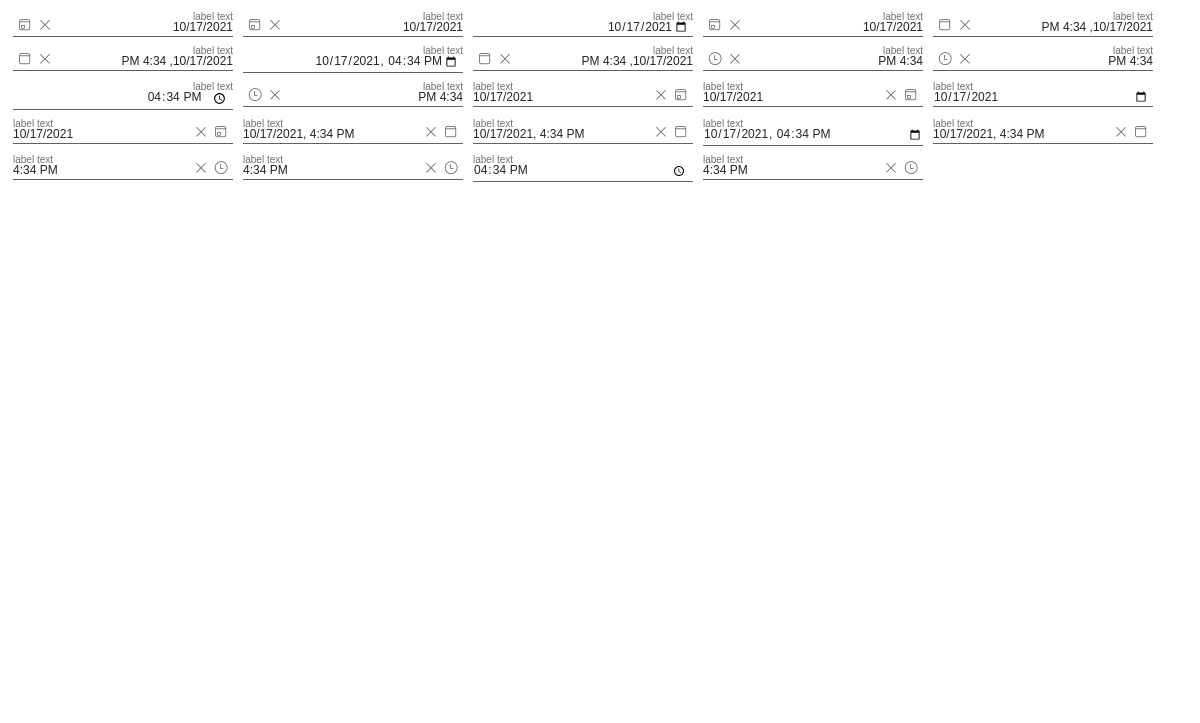 label text
10/17/2021
label text
10/17/2021
label text
10/17/2021
label text
10/17/2021
label text
PM 4:34 ,10/17/2021
label text
PM 4:34 ,10/17/2021
label text
10/17/2021, 04:34 PM
label text
PM 4:34 ,10/17/2021
label text
PM 4:34
label text
PM 4:34
label text
04:34 PM
label text
PM 4:34
label text
10/17/2021
label text
10/17/2021
label text
10/17/2021
label text
10/17/2021
label text
10/17/2021, 4:34 PM
label text
10/17/2021, 4:34 PM
label text
10/17/2021, 04:34 PM
label text
10/17/2021, 4:34 PM
label text
4:34 PM
label text
4:34 PM
label text
04:34 PM
label text
4:34 PM